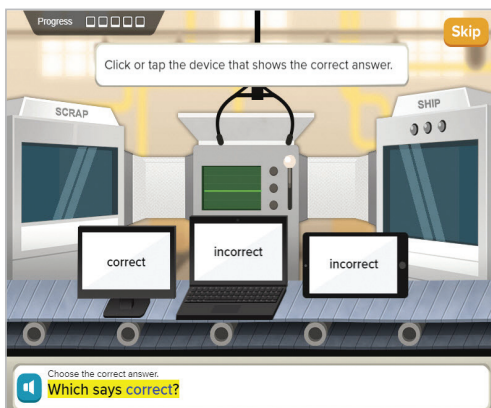 Progress
Skip
Click or tap the device that shows the correct answer.
SCRAP
SHIP
correct
incorrect
incorrect
Choose the correct answer.
Which says correct?